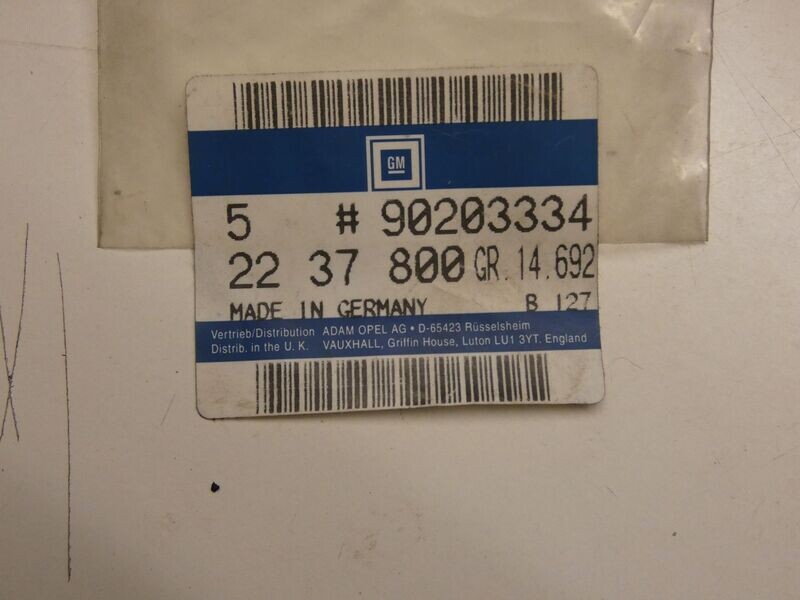 GM
5 # 90203334
22 37 800 GR. 14.692
MADE IN GERMANY B 127
Vertrieb/Distribution ADAM OPEL AG • D-65423 Rüsselsheim
Distrib. in the U. K. VAUXHALL, Griffin House, Luton LU1 3YT. England